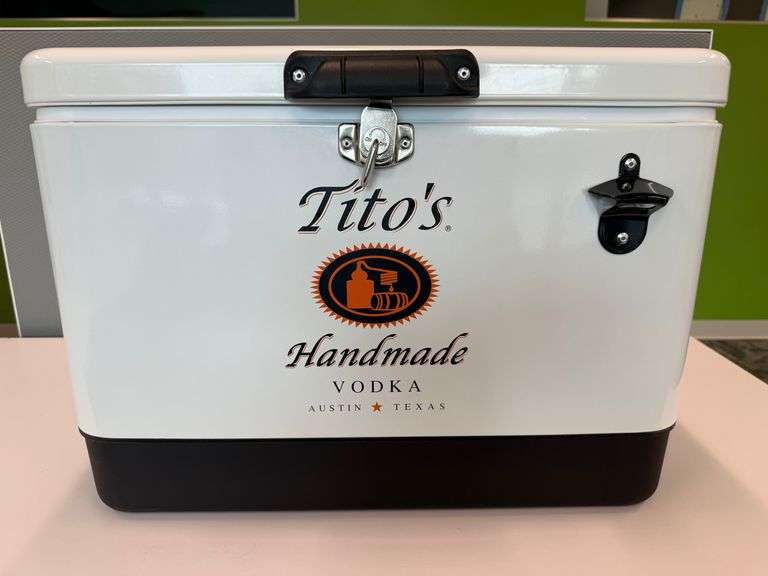 Tito's®
Handmade
VODKA
AUSTIN ★ TEXAS